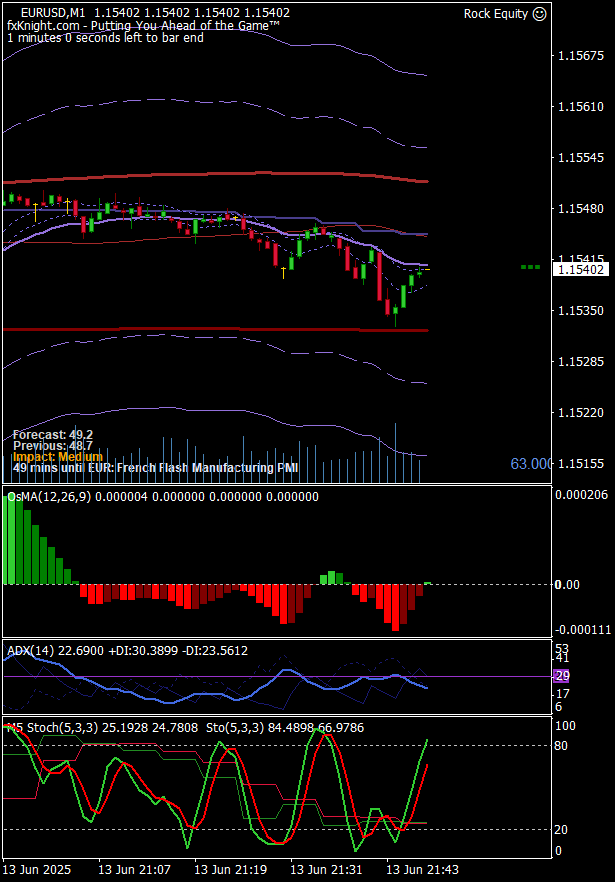 EURUSD,M1 1.15402 1.15402 1.15402 1.15402
Rock Equity
fxKnight.com - Putting You Ahead of the Game™
1 minutes 0 seconds left to bar end
1.15675
1.15610
1.15545
1.15480
1.15415
1.15402
1.15350
1.15285
1.15220
1.15155
Forecast: 49.2
Previous: 48.7
Impact: Medium
49 mins until EUR: French Flash Manufacturing PMI
63.000
OsMA(12,26,9) 0.000004 0.000000 0.000000 0.000000
0.000206
0.00
-0.000111
ADX(14) 22.6900 +DI:30.3899 -DI:23.5612
53
41
29
17
6
M5 Stoch(5,3,3) 25.1928 24.7808 Sto(5,3,3) 84.4898 66.9786
100
80
20
0
13 Jun 2025
13 Jun 21:07
13 Jun 21:19
13 Jun 21:31
13 Jun 21:43